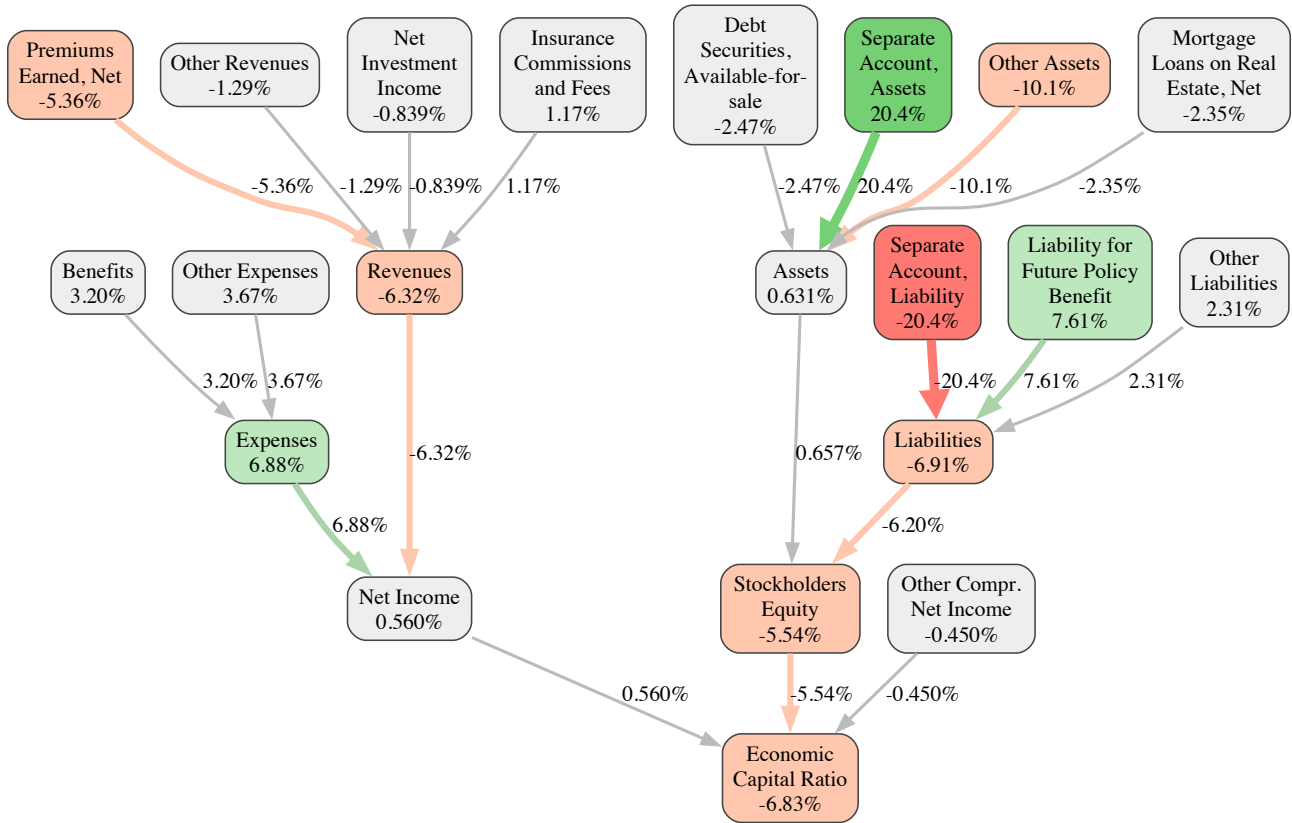 Premiums
Earned, Net
-5.36%
Other Revenues
-1.29%
Net
Investment
Income
-0.839%
Insurance
Commissions
and Fees
1.17%
Debt
Securities,
Available-for-
sale
-2.47%
Separate
Account,
Assets
20.4%
Other Assets
-10.1%
Mortgage
Loans on Real
Estate, Net
-2.35%
-5.36%
-1.29%
-0.839%
1.17%
-2.47%
20.4%
-10.1%
-2.35%
Benefits
3.20%
Other Expenses
3.67%
Revenues
-6.32%
Assets
0.631%
Separate
Account,
Liability
-20.4%
Liability for
Future Policy
Benefit
7.61%
Other
Liabilities
2.31%
3.20%
3.67%
-20.4%
7.61%
2.31%
Expenses
6.88%
-6.32%
0.657%
Liabilities
-6.91%
6.88%
-6.20%
Net Income
0.560%
Stockholders
Equity
-5.54%
Other Compr.
Net Income
-0.450%
0.560%
-5.54%
-0.450%
Economic
Capital Ratio
-6.83%